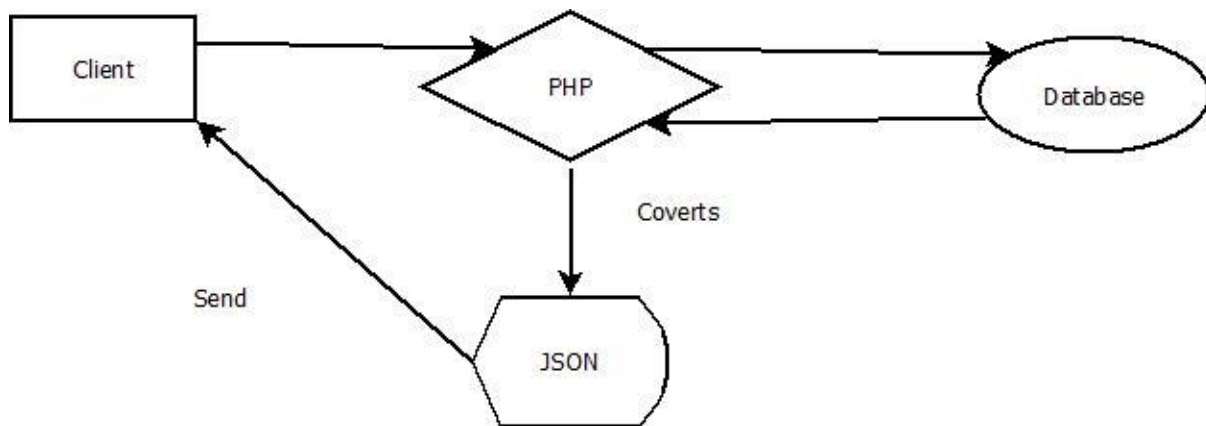 Client
PHP
Database
Coverts
Send
JSON